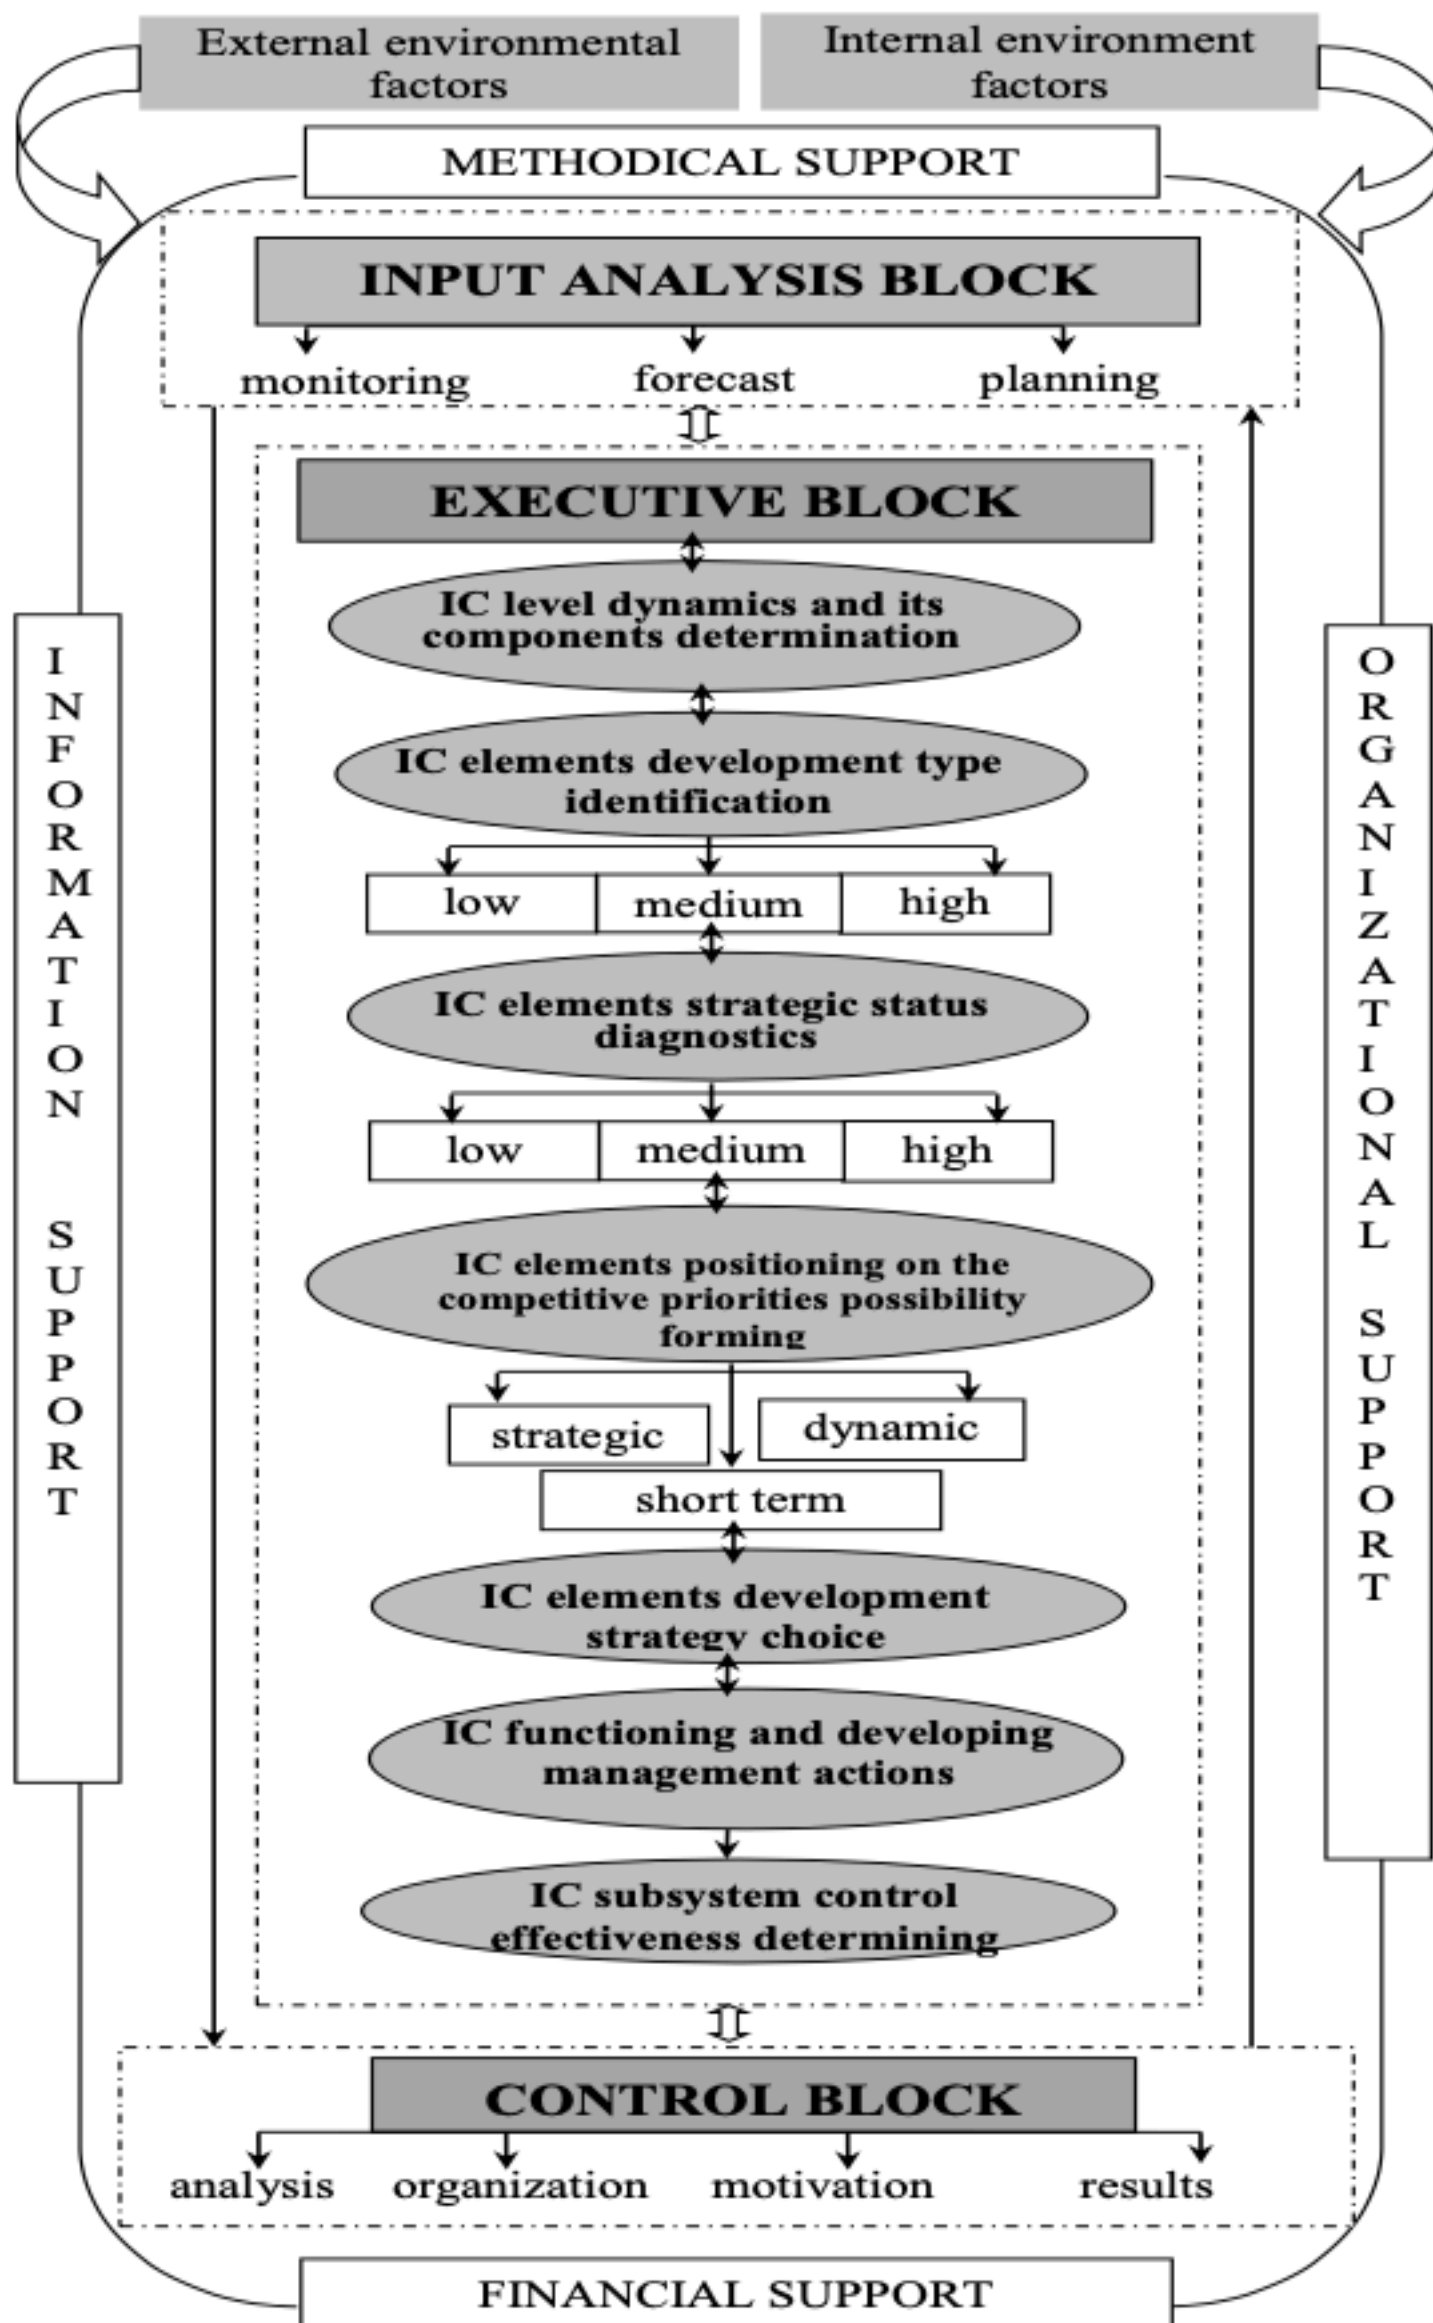 External environmental
factors
Internal environment
factors
METHODICAL SUPPORT
INPUT ANALYSIS BLOCK
monitoring
forecast
planning
EXECUTIVE BLOCK
IC level dynamics and its
components determination
IC elements development type
identification
low
medium
high
IC elements strategic status
diagnostics
low
medium
high
IC elements positioning on the
competitive priorities possibility
forming
strategic
dynamic
short term
IC elements development
strategy choice
IC functioning and developing
management actions
IC subsystem control
effectiveness determining
CONTROL BLOCK
analysis
organization
motivation
results
INFORMATION SUPPORT
ORGANIZATIONAL SUPPORT
FINANCIAL SUPPORT